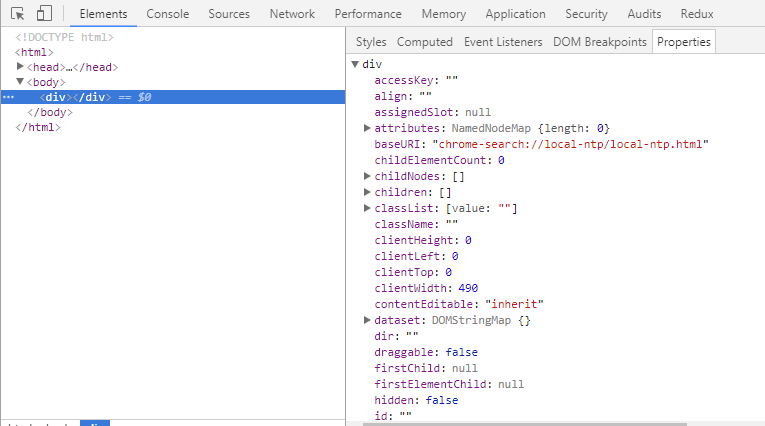 Elements Console Sources Network Performance Memory Application Security Audits Redux
<!DOCTYPE html>
<html>
▶<head>…</head>
▼<body>
••• <div></div> == $0
</body>
</html>
Styles Computed Event Listeners DOM Breakpoints Properties
▼div
accessKey: ""
align: ""
assignedSlot: null
▶attributes: NamedNodeMap {length: 0}
baseURI: "chrome-search://local-ntp/local-ntp.html"
childElementCount: 0
▶childNodes: []
▶children: []
▶classList: [value: ""]
className: ""
clientHeight: 0
clientLeft: 0
clientTop: 0
clientWidth: 490
contentEditable: "inherit"
▶dataset: DOMStringMap {}
dir: ""
draggable: false
firstChild: null
firstElementChild: null
hidden: false
id: ""